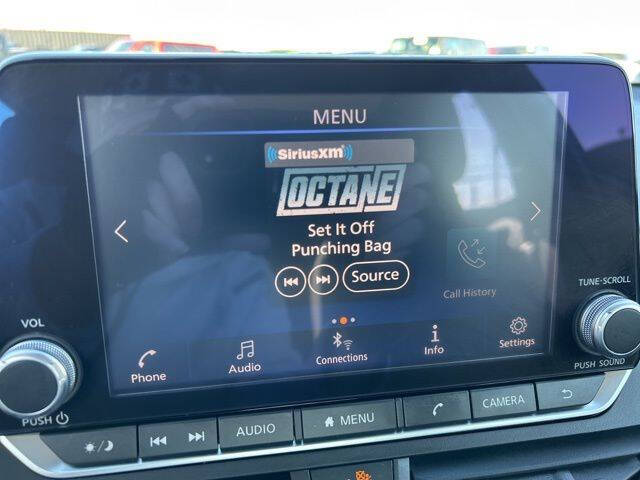 MENU
SiriusXM
OCTANE
Set It Off
Punching Bag
Source
Call History
Phone
Audio
Connections
Info
Settings
VOL
PUSH
TUNE·SCROLL
PUSH SOUND
AUDIO
MENU
CAMERA